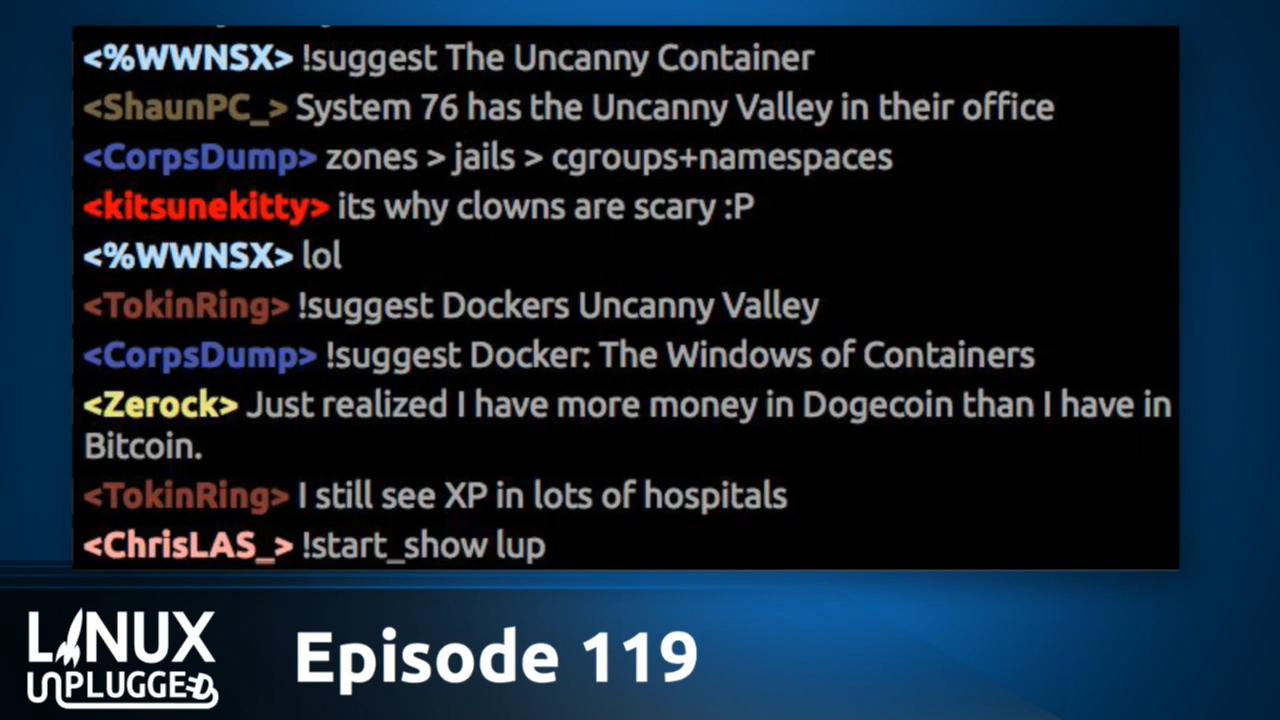 <%WWNSX> !suggest The Uncanny Container
<ShaunPC_> System 76 has the Uncanny Valley in their office
<CorpsDump> zones > jails > cgroups+namespaces
<kitsunekitty> its why clowns are scary :P
<%WWNSX> lol
<TokinRing> !suggest Dockers Uncanny Valley
<CorpsDump> !suggest Docker: The Windows of Containers
<Zerock> Just realized I have more money in Dogecoin than I have in
Bitcoin.
<TokinRing> I still see XP in lots of hospitals
<ChrisLAS_> !start_show lup
LINUX
UNPLUGGED
Episode 119